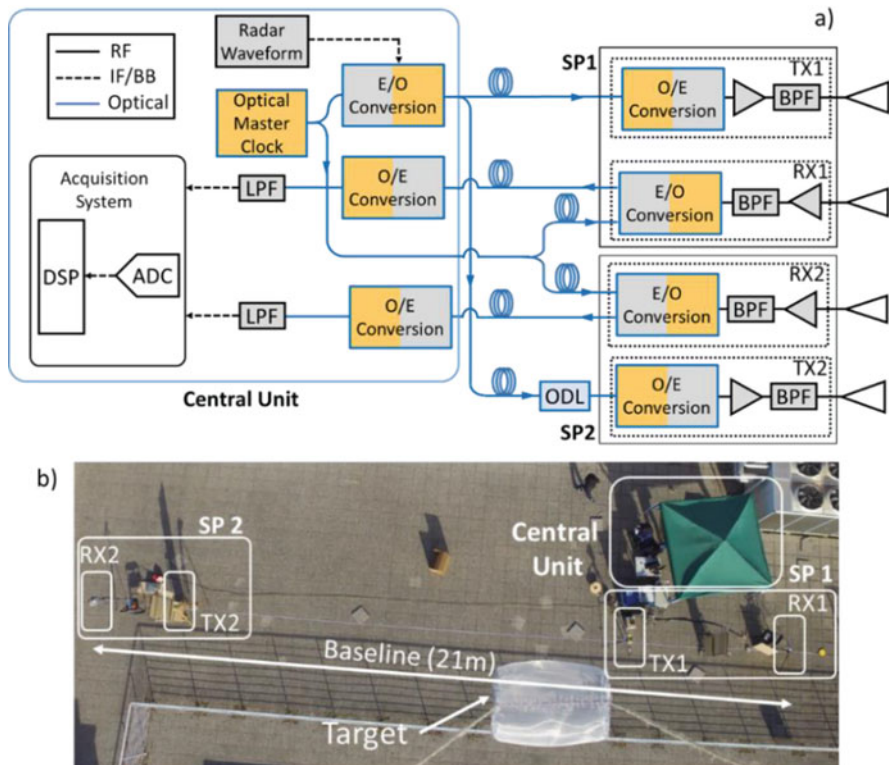 a)
RF
IF/BB
Optical
Radar
Waveform
Optical
Master
Clock
E/O
Conversion
SP1
O/E
Conversion
BPF
TX1
Acquisition
System
DSP
ADC
LPF
O/E
Conversion
E/O
Conversion
BPF
RX1
LPF
O/E
Conversion
E/O
Conversion
BPF
RX2
Central Unit
ODL
SP2
O/E
Conversion
BPF
TX2
b)
SP 2
RX2
TX2
Central
Unit
SP 1
RX1
TX1
Baseline (21m)
Target